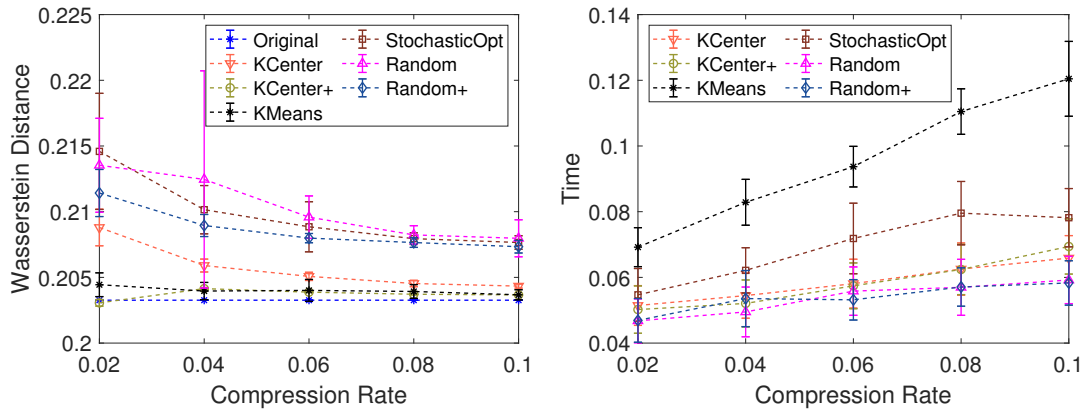 0.225
0.22
0.215
0.21
0.205
0.2
Wasserstein Distance
Original
KCenter
KCenter+
KMeans
StochasticOpt
Random
Random+
0.02 0.04 0.06 0.08 0.1
Compression Rate
0.14
0.12
0.1
0.08
0.06
0.04
Time
KCenter
KCenter+
KMeans
StochasticOpt
Random
Random+
0.02 0.04 0.06 0.08 0.1
Compression Rate